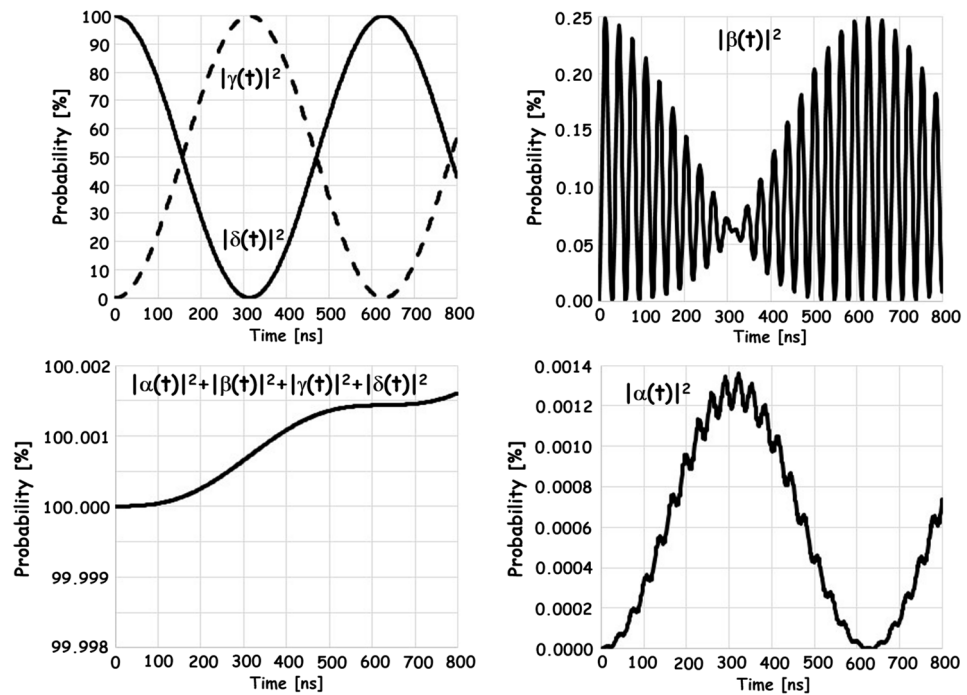 100
90
80
70
60
50
40
30
20
10
0
Probability [%]
|γ(t)|²
|δ(t)|²
0 100 200 300 400 500 600 700 800
Time [ns]
0.25
0.20
0.15
0.10
0.05
0.00
Probability [%]
|β(t)|²
0 100 200 300 400 500 600 700 800
Time [ns]
100.002
100.001
100.000
99.999
99.998
Probability [%]
|α(t)|²+|β(t)|²+|γ(t)|²+|δ(t)|²
0 100 200 300 400 500 600 700 800
Time [ns]
0.0014
0.0012
0.0010
0.0008
0.0006
0.0004
0.0002
0.0000
Probability [%]
|α(t)|²
0 100 200 300 400 500 600 700 800
Time [ns]